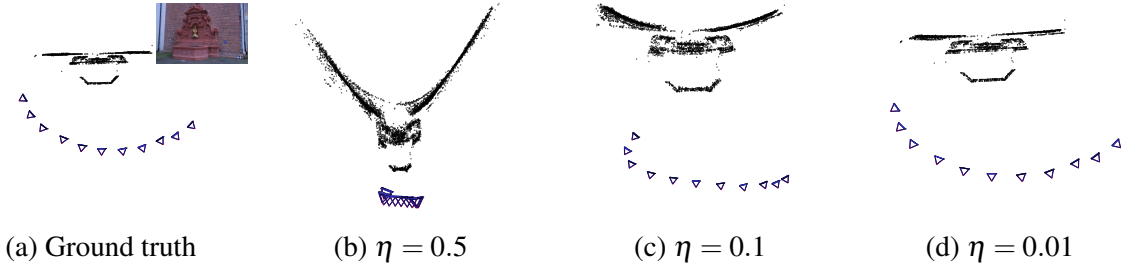 (a) Ground truth
(b) η = 0.5
(c) η = 0.1
(d) η = 0.01